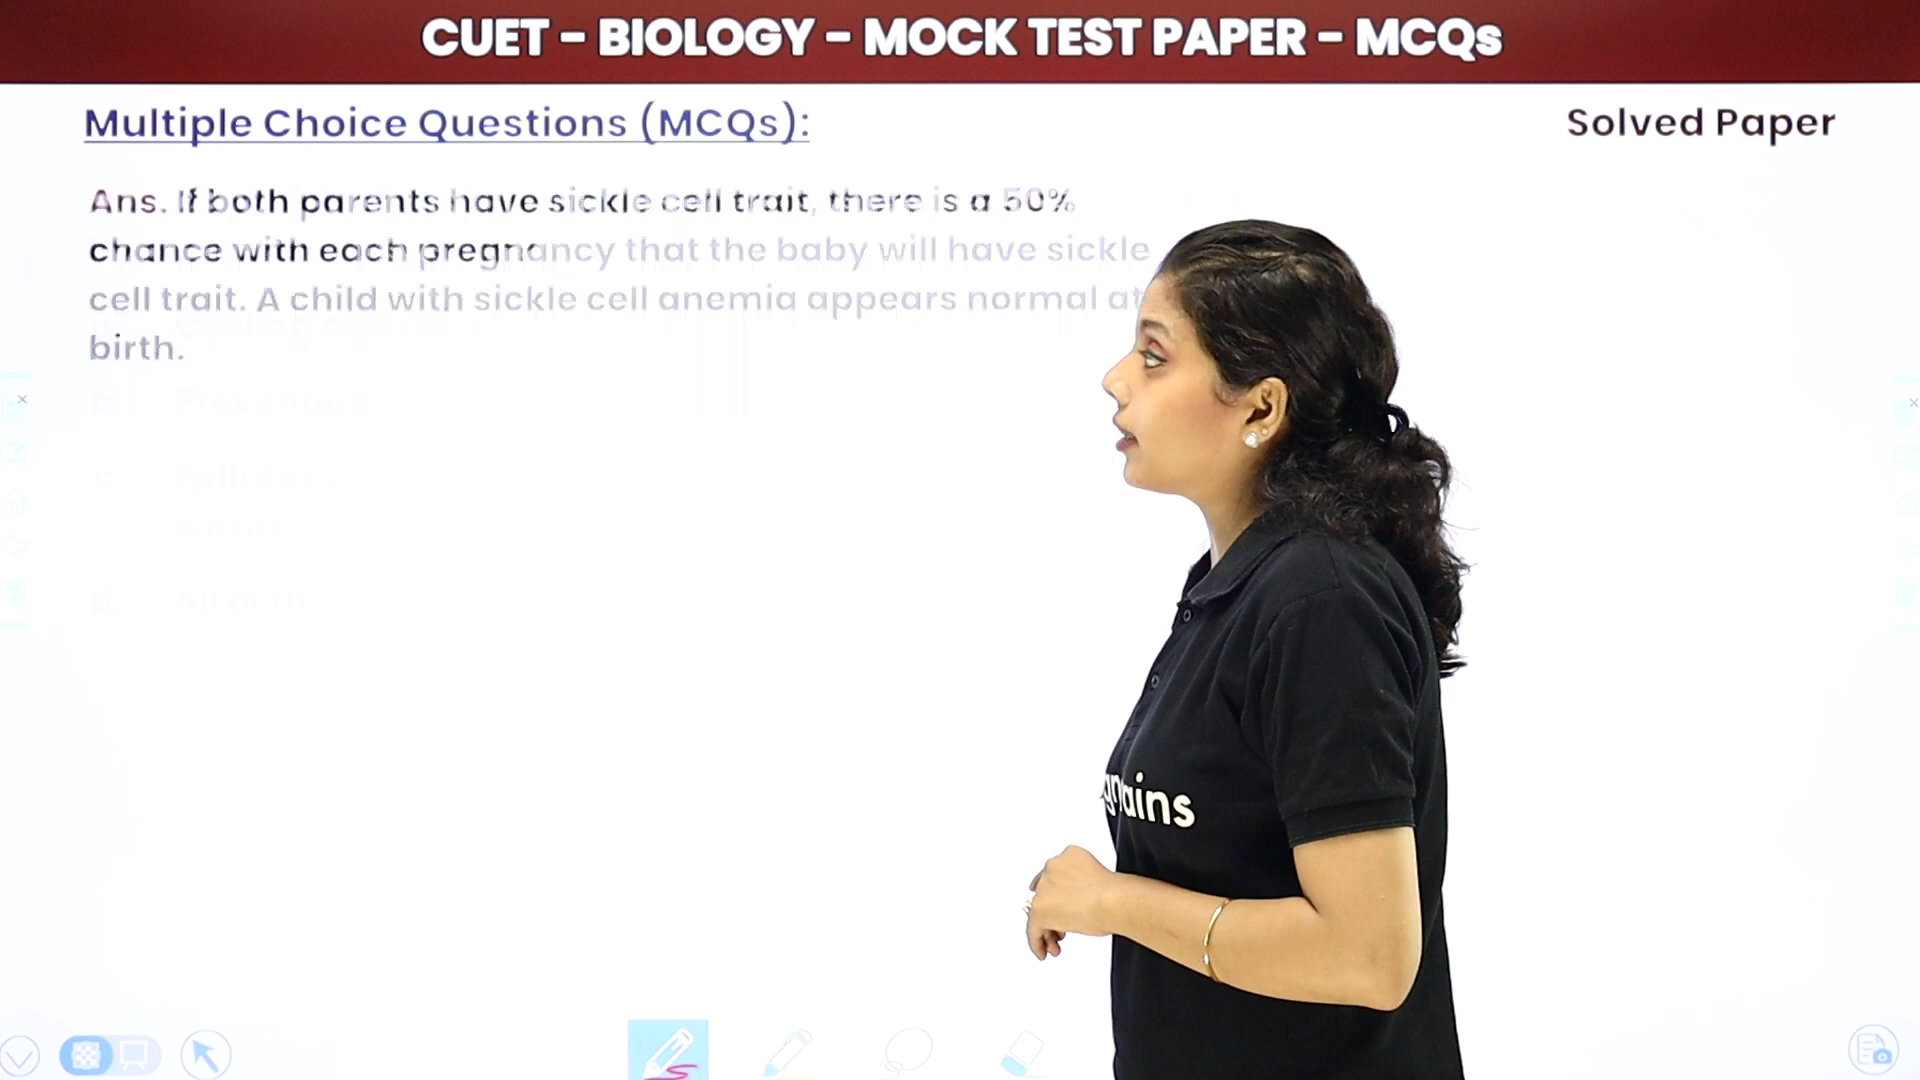 CUET – BIOLOGY – MOCK TEST PAPER – MCQs
Multiple Choice Questions (MCQs):
Solved Paper
Ans. If both parents have sickle cell trait, there is a 50%
chance with each pregnancy that the baby will have sickle
cell trait. A child with sickle cell anemia appears normal at
birth.
ains